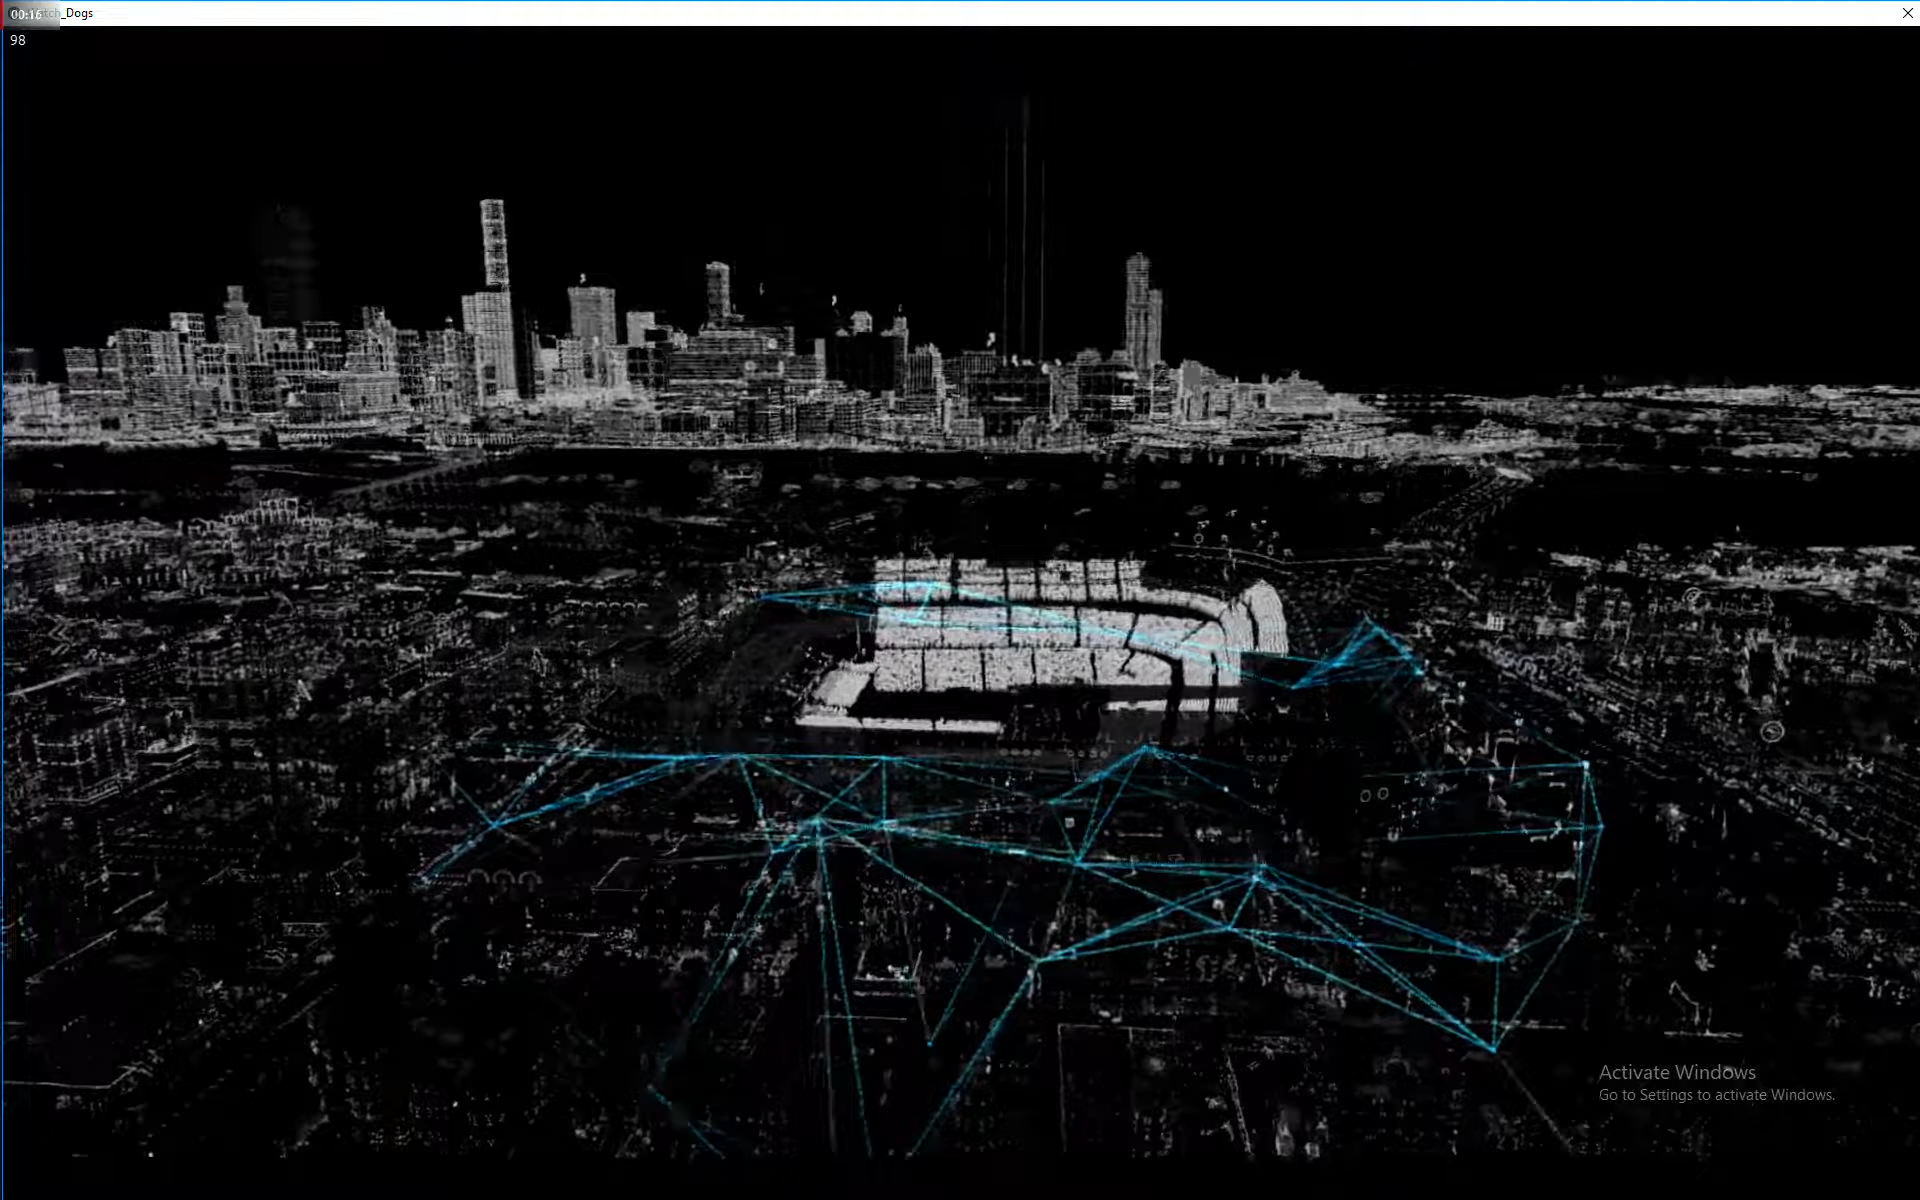 00:16
_Dogs
98
Activate Windows
Go to Settings to activate Windows.